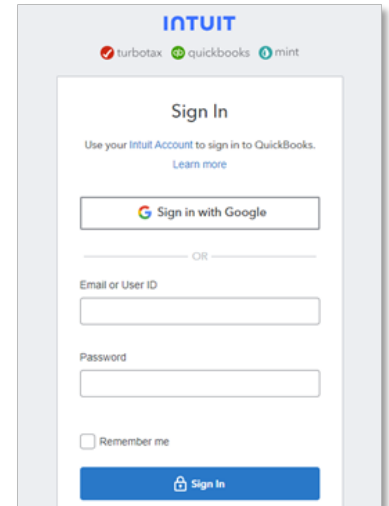 INTUIT
turbotax quickbooks mint
Sign In
Use your Intuit Account to sign in to QuickBooks.
Learn more
Sign in with Google
OR
Email or User ID
Password
Remember me
Sign In